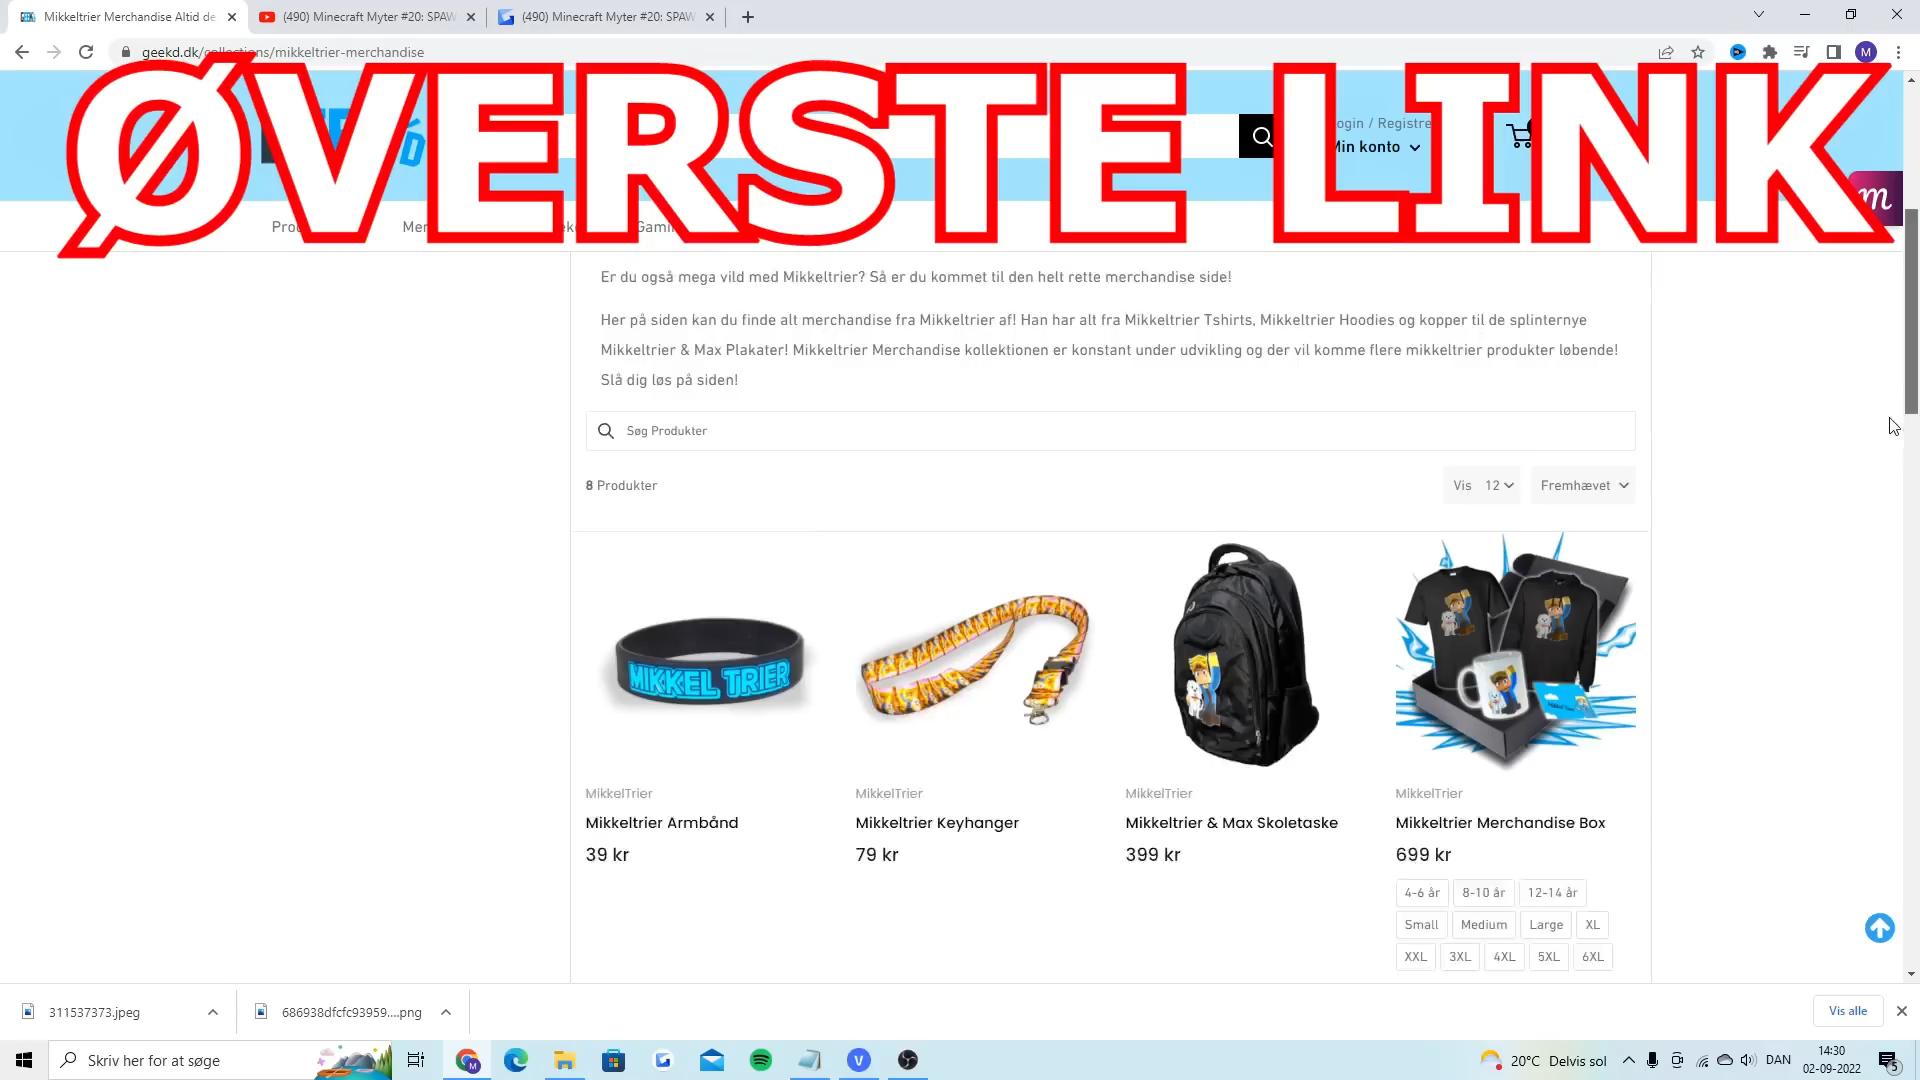 Mikkeltrier Merchandise Altid de
(490) Minecraft Myter #20: SPAW
(490) Minecraft Myter #20: SPAW
geekd.dk/collections/mikkeltrier-merchandise
M
ØVERSTE LINK
Login / Registre
Min konto
m
Er du også mega vild med Mikkeltrier? Så er du kommet til den helt rette merchandise side!
Her på siden kan du finde alt merchandise fra Mikkeltrier af! Han har alt fra Mikkeltrier Tshirts, Mikkeltrier Hoodies og kopper til de splinternye
Mikkeltrier & Max Plakater! Mikkeltrier Merchandise kollektionen er konstant under udvikling og der vil komme flere mikkeltrier produkter løbende!
Slå dig løs på siden!
Søg Produkter
8 Produkter
Vis 12
Fremhævet
MIKKEL TRIER
MikkelTrier
MikkelTrier
MikkelTrier
MikkelTrier
Mikkeltrier Armbånd
Mikkeltrier Keyhanger
Mikkeltrier & Max Skoletaske
Mikkeltrier Merchandise Box
39 kr
79 kr
399 kr
699 kr
4-6 år 8-10 år 12-14 år
Small Medium Large XL
XXL 3XL 4XL 5XL 6XL
311537373.jpeg
686938dfcfc93959....png
Vis alle
Skriv her for at søge
20°C Delvis sol
DAN
14:30
02-09-2022
5